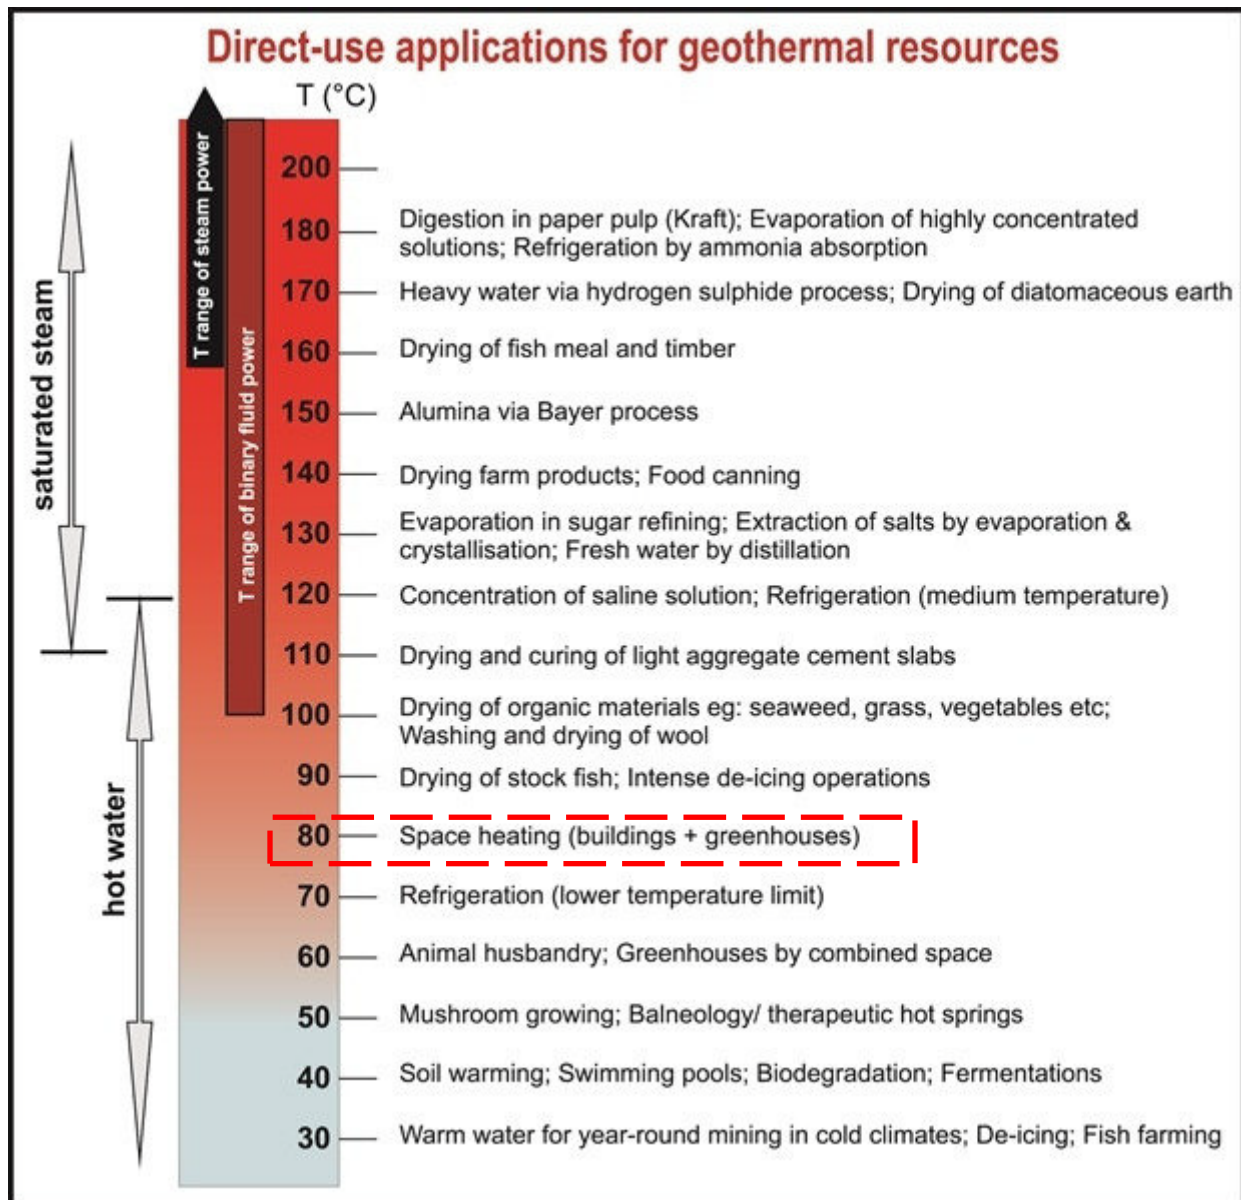 Direct-use applications for geothermal resources
T (°C)
saturated steam
hot water
T range of steam power
T range of binary fluid power
200
180 Digestion in paper pulp (Kraft); Evaporation of highly concentrated
solutions; Refrigeration by ammonia absorption
170 Heavy water via hydrogen sulphide process; Drying of diatomaceous earth
160 Drying of fish meal and timber
150 Alumina via Bayer process
140 Drying farm products; Food canning
130 Evaporation in sugar refining; Extraction of salts by evaporation &
crystallisation; Fresh water by distillation
120 Concentration of saline solution; Refrigeration (medium temperature)
110 Drying and curing of light aggregate cement slabs
100 Drying of organic materials eg: seaweed, grass, vegetables etc;
Washing and drying of wool
90 Drying of stock fish; Intense de-icing operations
80 Space heating (buildings + greenhouses)
70 Refrigeration (lower temperature limit)
60 Animal husbandry; Greenhouses by combined space
50 Mushroom growing; Balneology/ therapeutic hot springs
40 Soil warming; Swimming pools; Biodegradation; Fermentations
30 Warm water for year-round mining in cold climates; De-icing; Fish farming